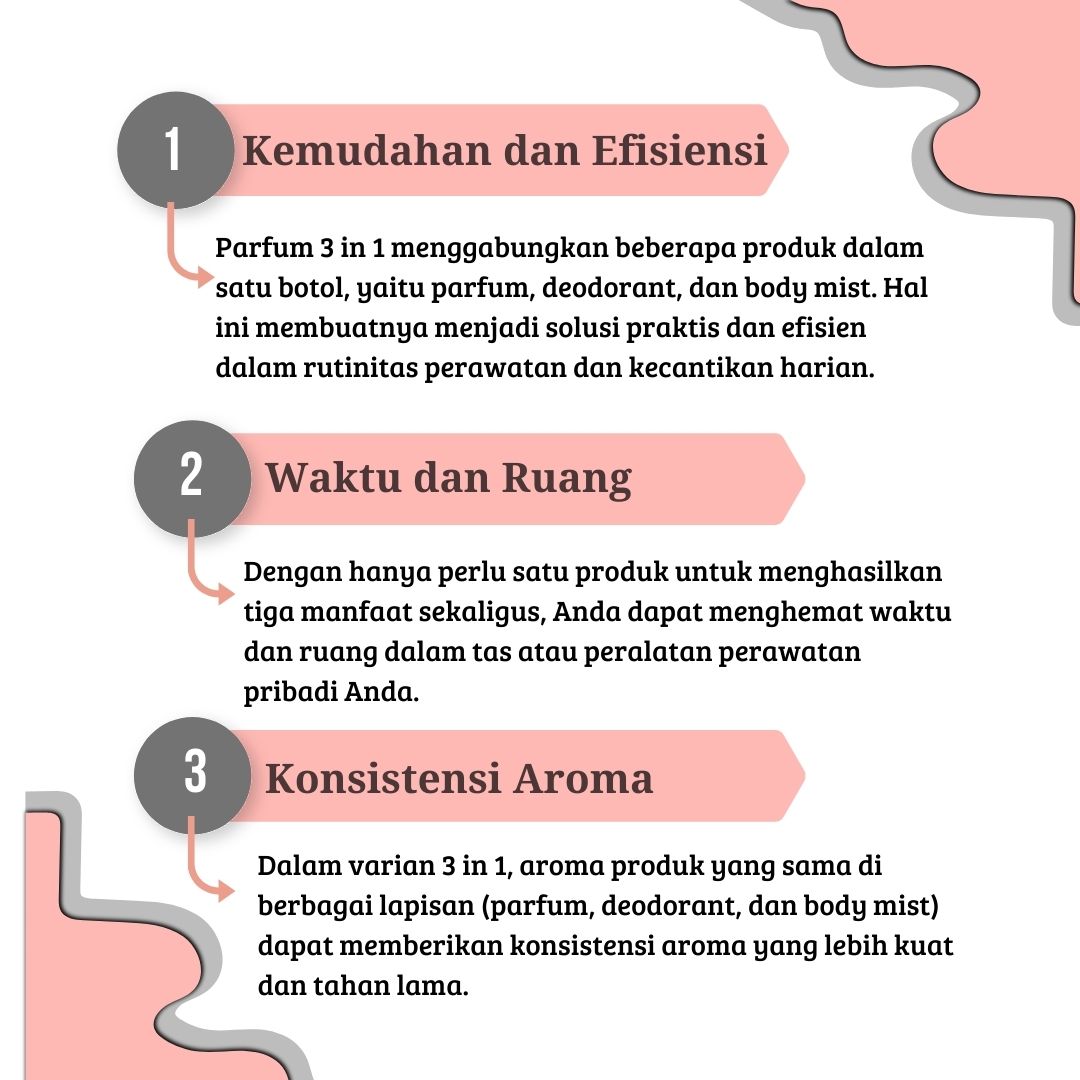 1
Kemudahan dan Efisiensi
Parfum 3 in 1 menggabungkan beberapa produk dalam
satu botol, yaitu parfum, deodorant, dan body mist. Hal
ini membuatnya menjadi solusi praktis dan efisien
dalam rutinitas perawatan dan kecantikan harian.
2
Waktu dan Ruang
Dengan hanya perlu satu produk untuk menghasilkan
tiga manfaat sekaligus, Anda dapat menghemat waktu
dan ruang dalam tas atau peralatan perawatan
pribadi Anda.
3
Konsistensi Aroma
Dalam varian 3 in 1, aroma produk yang sama di
berbagai lapisan (parfum, deodorant, dan body mist)
dapat memberikan konsistensi aroma yang lebih kuat
dan tahan lama.